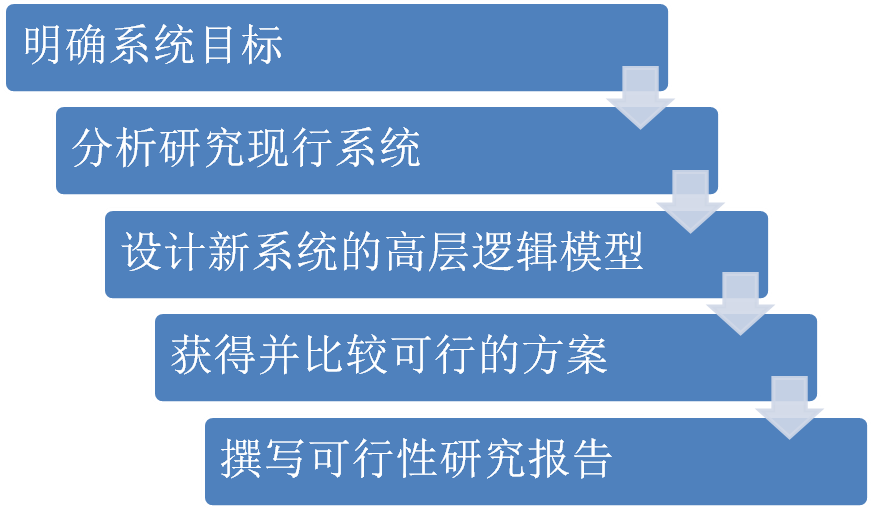 明确系统目标
分析研究现行系统
设计新系统的高层逻辑模型
获得并比较可行的方案
撰写可行性研究报告